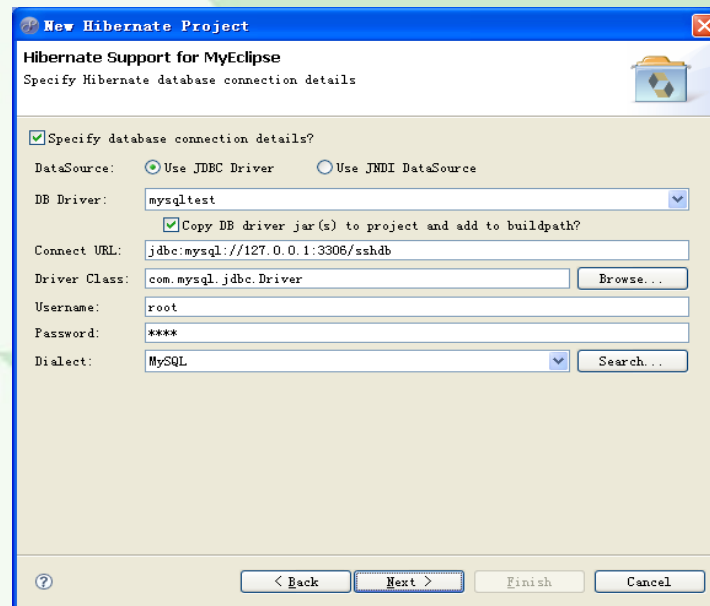 New Hibernate Project
Hibernate Support for MyEclipse
Specify Hibernate database connection details
Specify database connection details?
DataSource: Use JDBC Driver Use JNDI DataSource
DB Driver: mysqltest
Copy DB driver jar(s) to project and add to buildpath?
Connect URL: jdbc:mysql://127.0.0.1:3306/sshdb
Driver Class: com.mysql.jdbc.Driver Browse...
Username: root
Password: ****
Dialect: MySQL Search...
? < Back Next > Finish Cancel